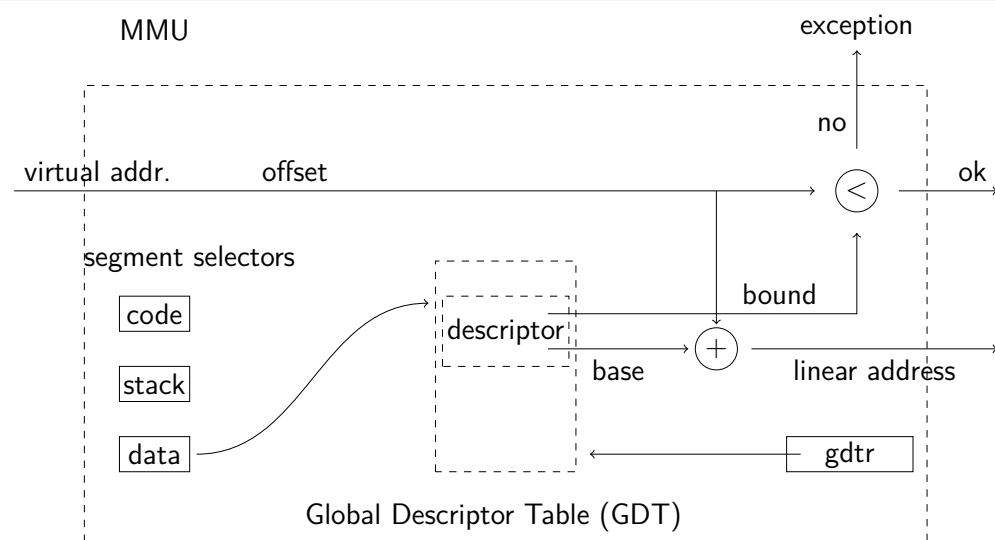 MMU
exception
no
virtual addr.
offset
<
ok
segment selectors
code
bound
descriptor
+
stack
base
linear address
data
gdtr
Global Descriptor Table (GDT)